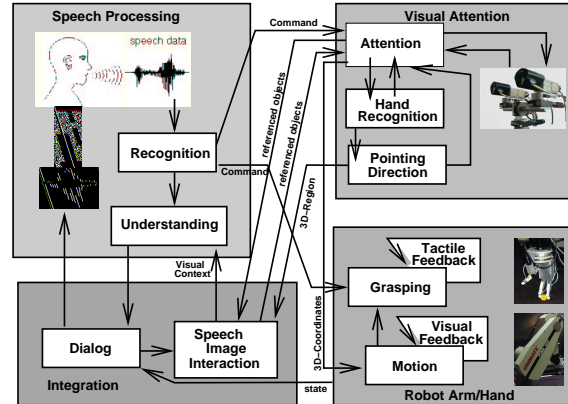 Speech Processing
speech data
Command
Recognition
Command
Understanding
Visual
Context
referenced objects
referenced objects
3D-Region
3D-Coordinates
Visual Attention
Attention
Hand
Recognition
Pointing
Direction
Dialog
Speech
Image
Interaction
Integration
state
Tactile
Feedback
Grasping
Visual
Feedback
Motion
Robot Arm/Hand